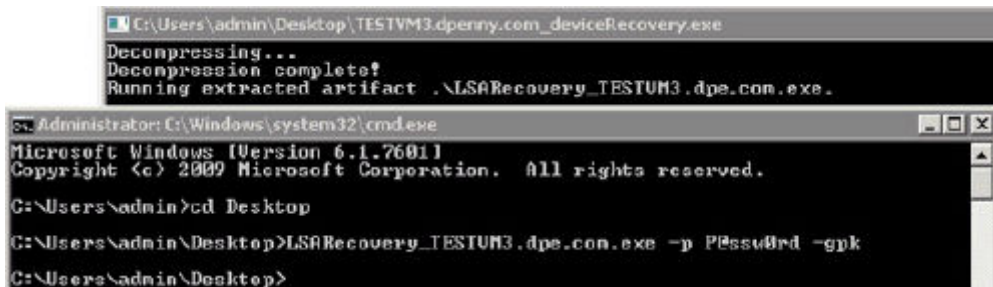 C:\Users\admin\Desktop\TESTVM3.dpenny.com_deviceRecovery.exe
Decompressing...
Decompression complete!
Running extracted artifact .\LSARecovery_TESTVM3.dpe.com.exe.
Administrator: C:\Windows\system32\cmd.exe
Microsoft Windows [Version 6.1.7601]
Copyright (c) 2009 Microsoft Corporation.  All rights reserved.
C:\Users\admin>cd Desktop
C:\Users\admin\Desktop>LSARecovery_TESTVM3.dpe.com.exe -p P@ssw0rd -gpk
C:\Users\admin\Desktop>